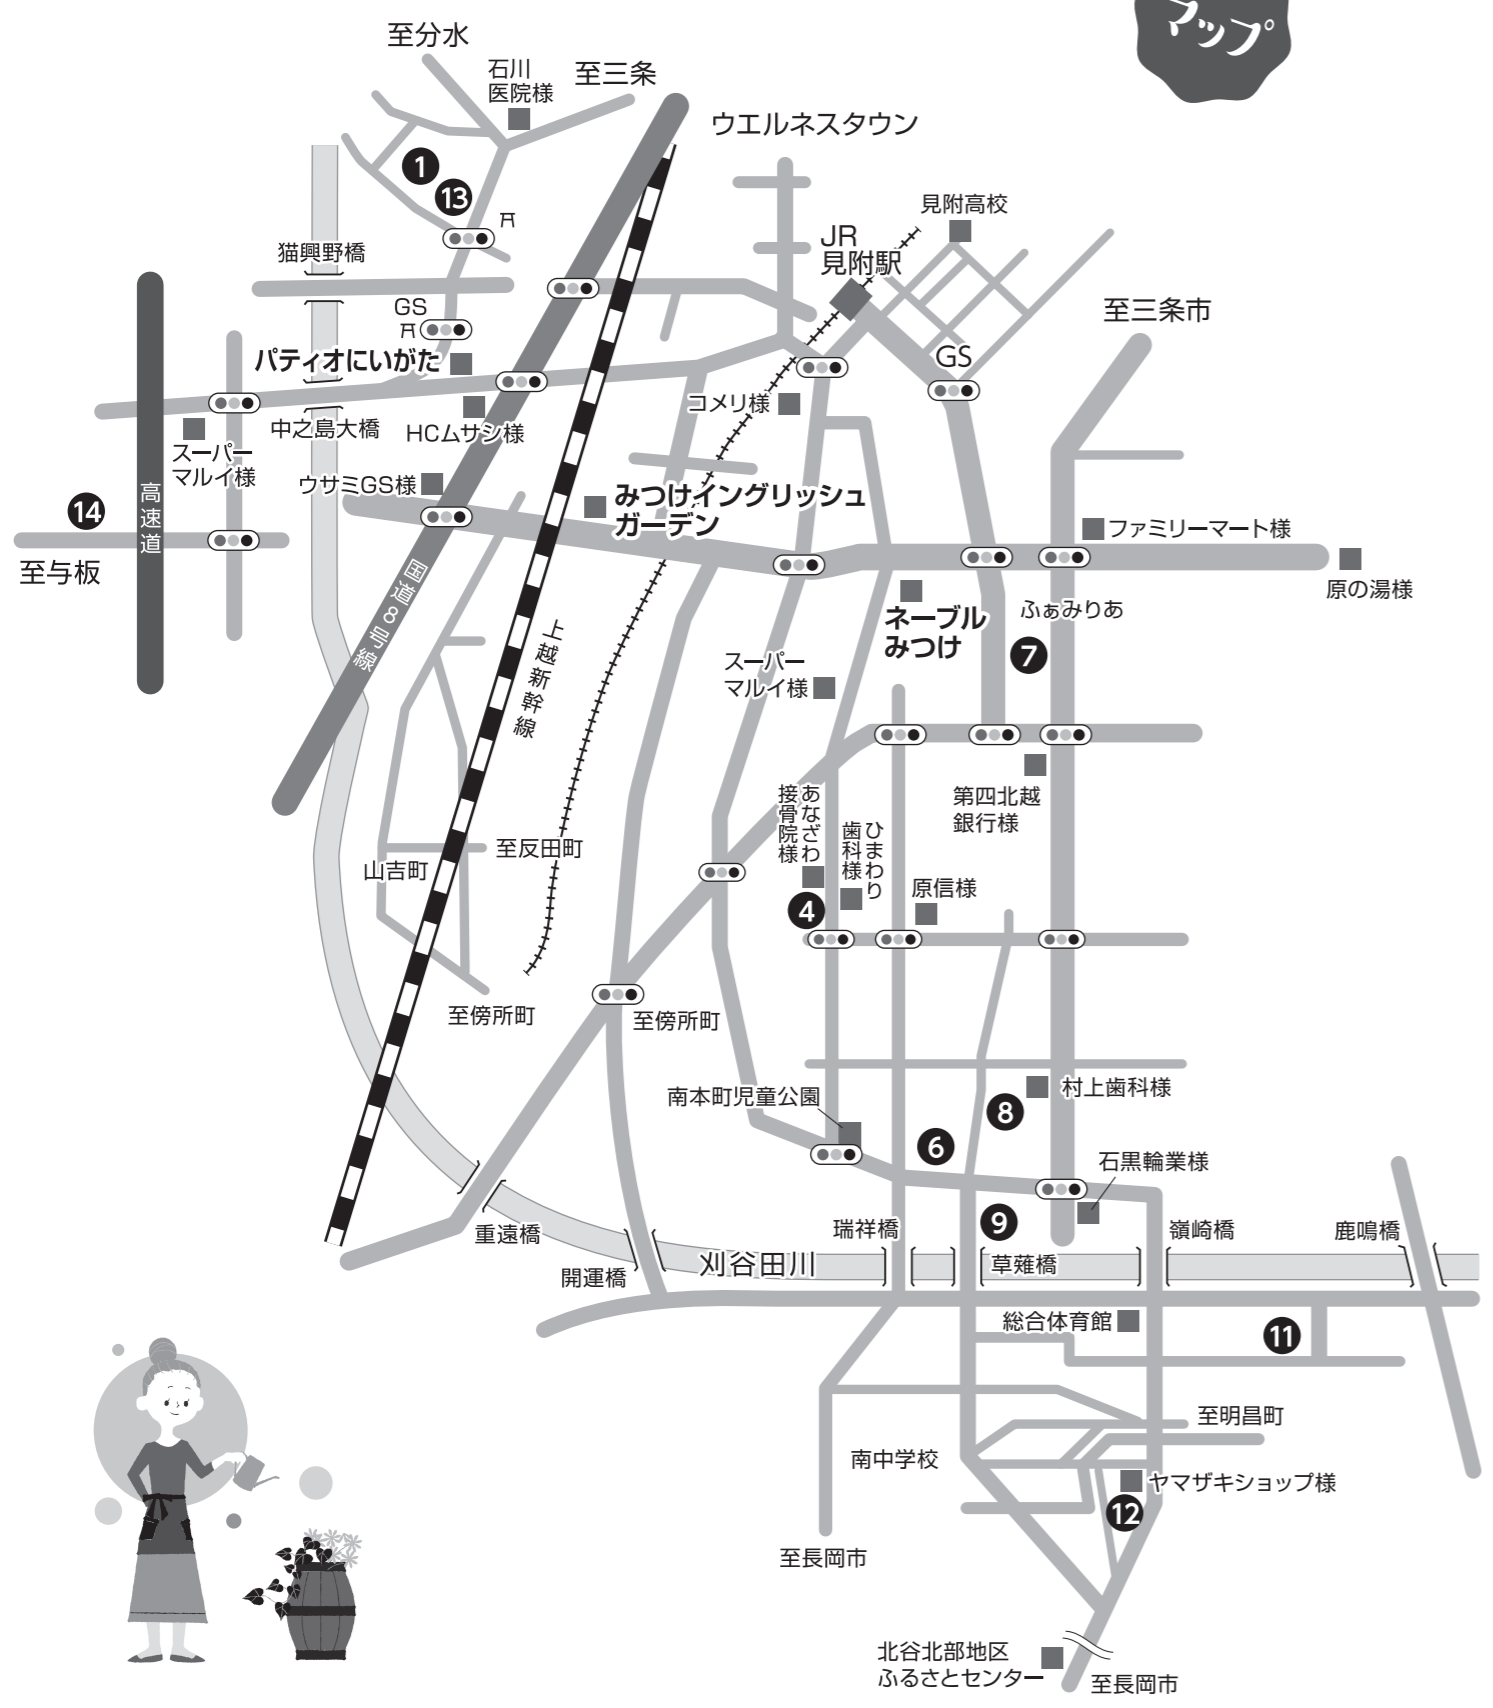 マップ
至分水
石川
医院様
至三条
ウエルネスタウン
1
13
見附高校
JR
見附駅
猫興野橋
GS
至三条市
パティオにいがた
GS
コメリ様
中之島大橋
HCムサシ様
スーパー
マルイ様
ウサミGS様
高速道
14
みつけイングリッシュ
ガーデン
ファミリーマート様
至与板
原の湯様
国道8号線
ネーブル
みつけ
ふぁみりあ
上越新幹線
7
スーパー
マルイ様
第四北越
銀行様
あなざわ
接骨院様
ひまわり
歯科様
至反田町
山吉町
原信様
4
至傍所町
至傍所町
南本町児童公園
村上歯科様
8
6
石黒輪業様
9
重遠橋
瑞祥橋
嶺崎橋
鹿鳴橋
開運橋
刈谷田川
草薙橋
総合体育館
11
至明昌町
南中学校
ヤマザキショップ様
12
至長岡市
北谷北部地区
ふるさとセンター
至長岡市